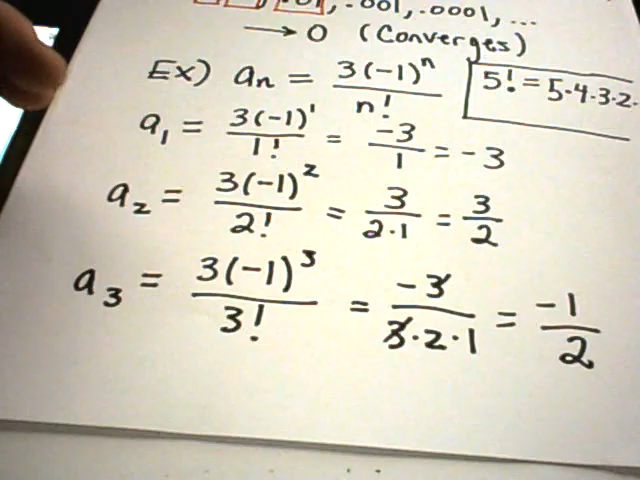 .01, .001, .0001, ...
→ 0 (Converges)
Ex) aₙ = 3(-1)ⁿ / n!
5! = 5·4·3·2·
a₁ = 3(-1)¹ / 1! = -3 / 1 = -3
a₂ = 3(-1)² / 2! = 3 / 2·1 = 3 / 2
a₃ = 3(-1)³ / 3! = -3 / 3·2·1 = -1 / 2